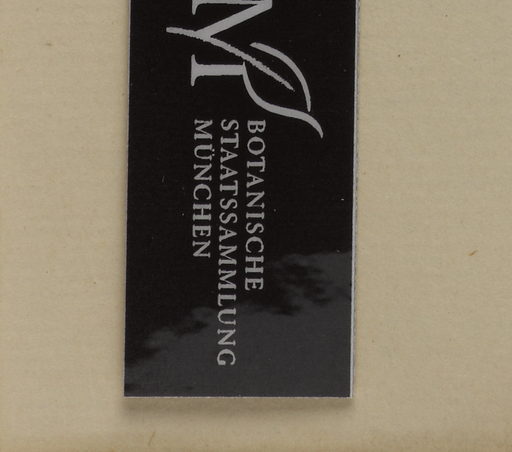 M
BOTANISCHE
STAATSSAMMLUNG
MÜNCHEN